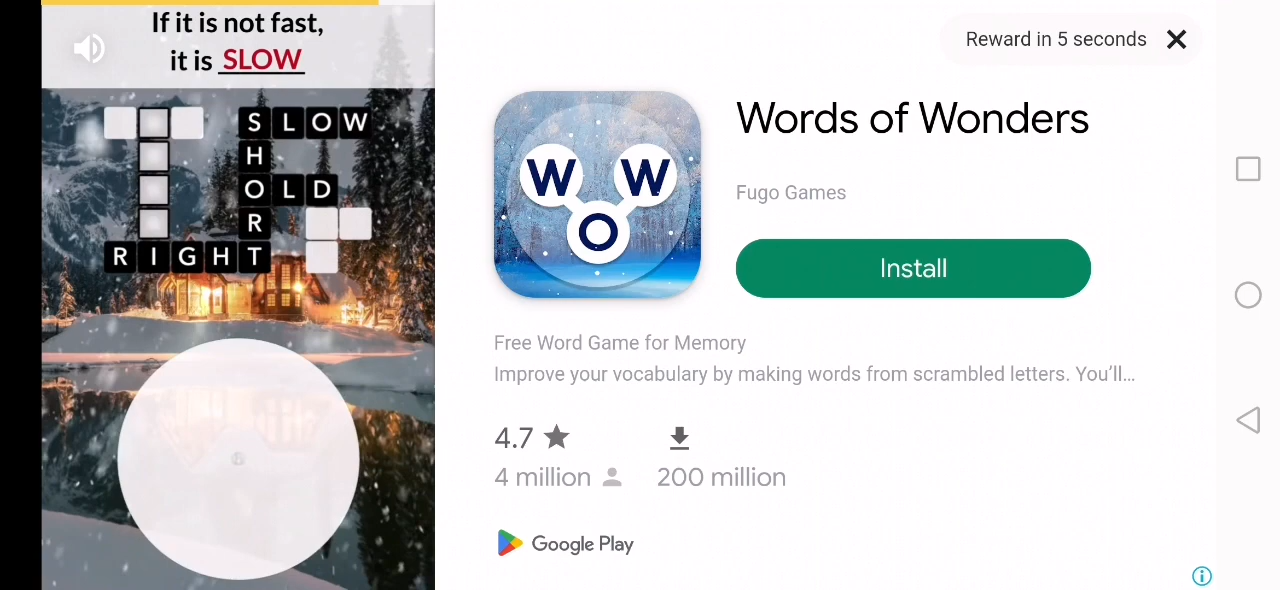 If it is not fast,
it is SLOW
SLOW
H
OLD
R
RIGHT
Reward in 5 seconds
W W
O
Words of Wonders
Fugo Games
Install
Free Word Game for Memory
Improve your vocabulary by making words from scrambled letters. You’ll…
4.7
4 million
200 million
Google Play